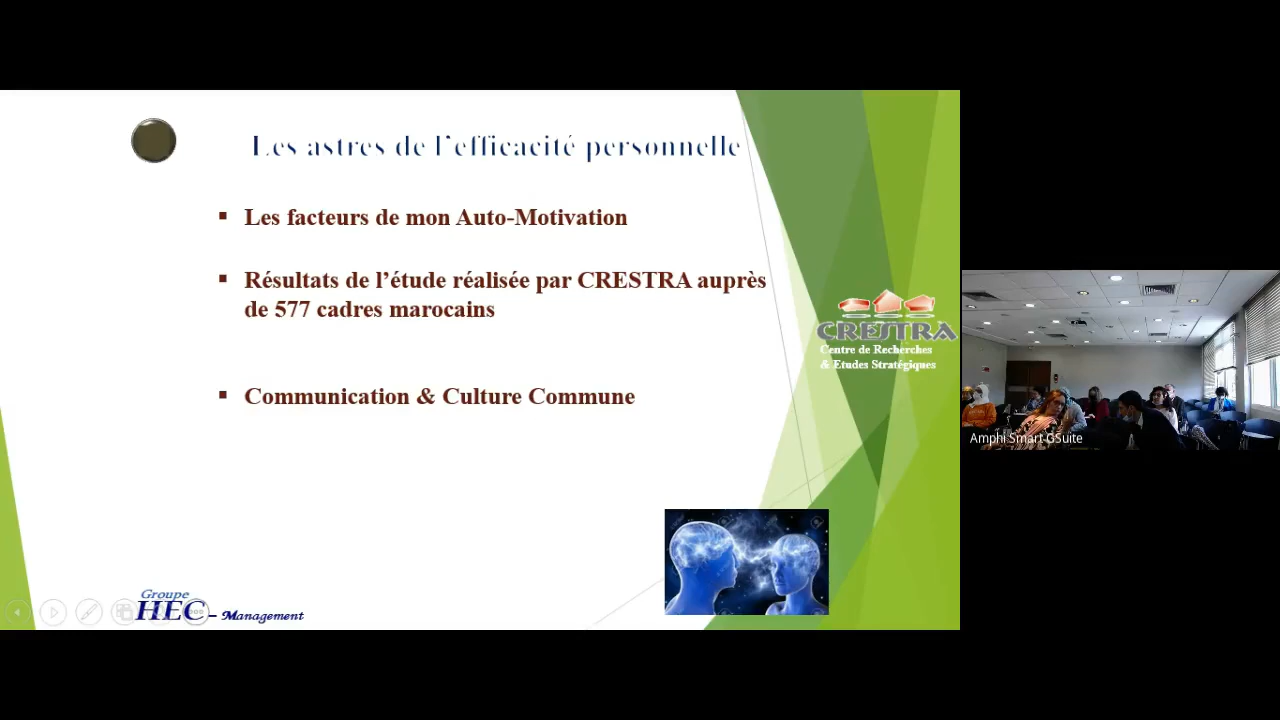 Les astres de l'efficacité personnelle
▪ Les facteurs de mon Auto-Motivation
▪ Résultats de l'étude réalisée par CRESTRA auprès
de 577 cadres marocains
▪ Communication & Culture Commune
CRESTRA
Centre de Recherches
& Etudes Stratégiques
Amphi Smart GSuite
Groupe
HEC - Management